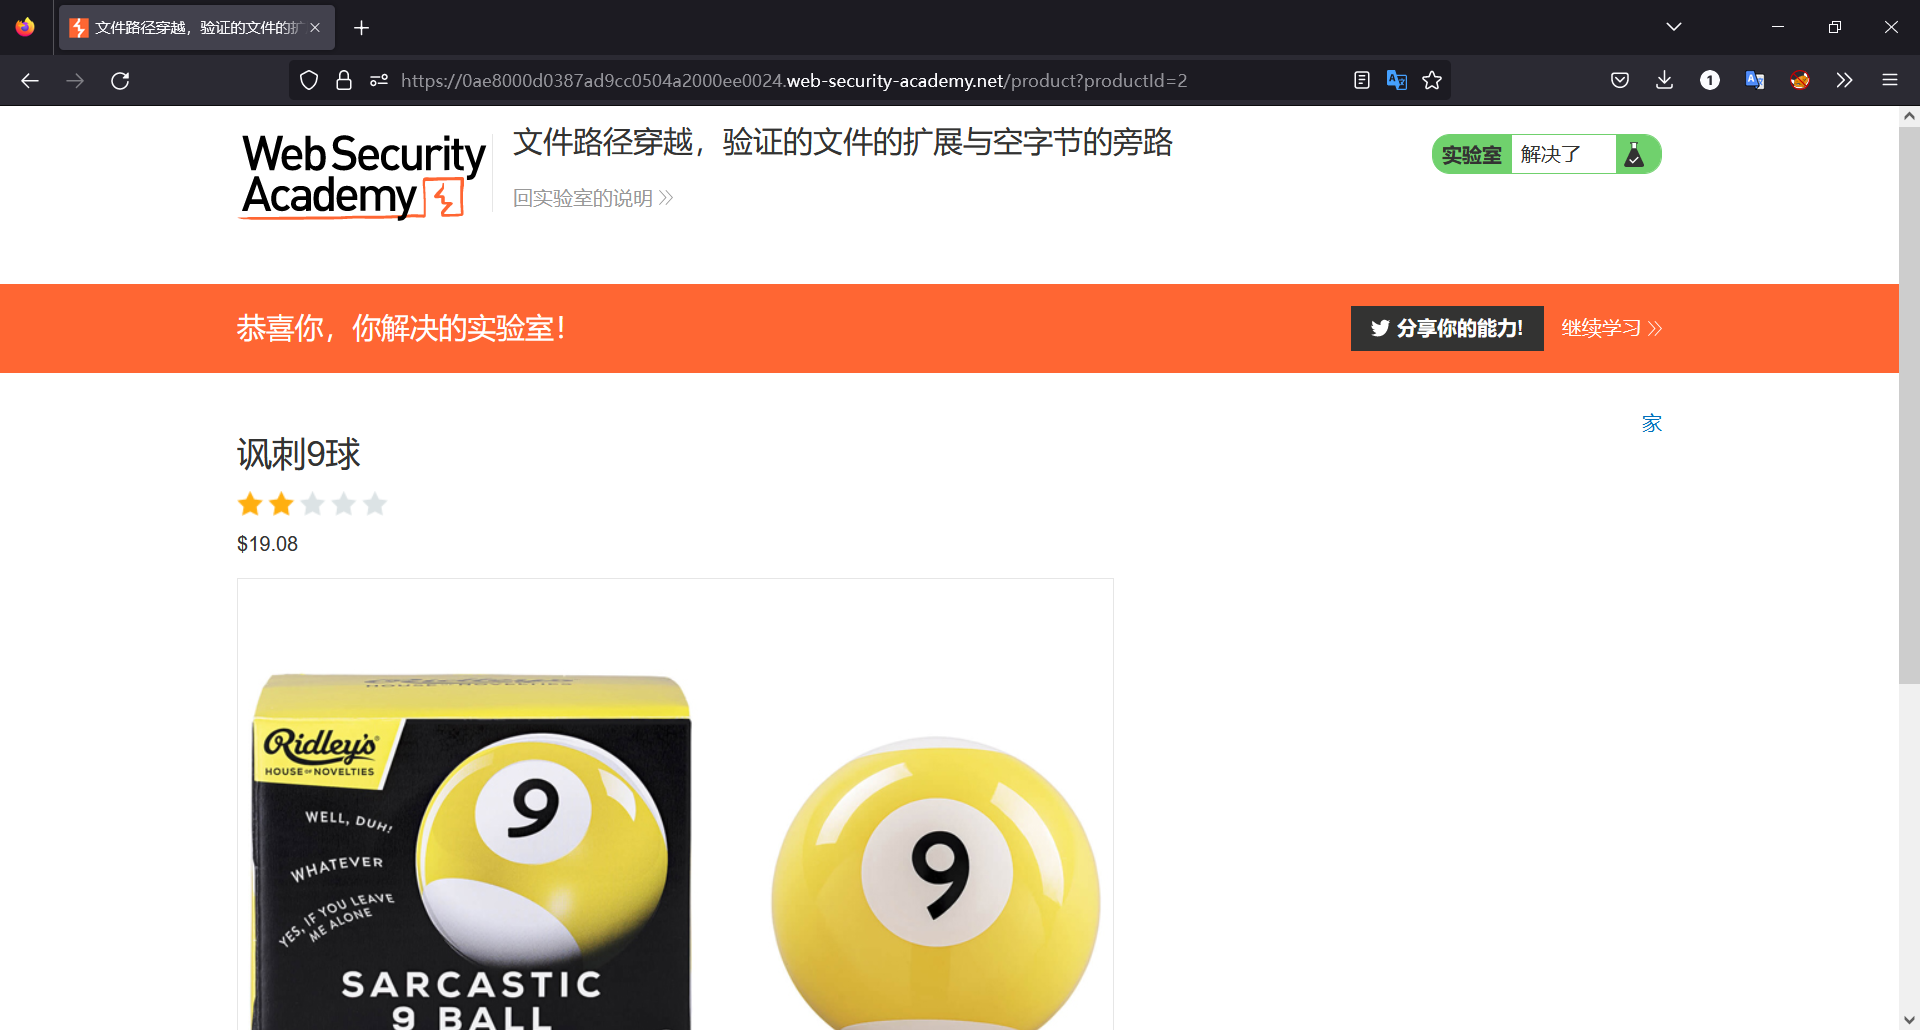 文件路径穿越，验证的文件的扩
https://0ae8000d0387ad9cc0504a2000ee0024.web-security-academy.net/product?productId=2
1
Web Security
Academy
文件路径穿越，验证的文件的扩展与空字节的旁路
回实验室的说明
实验室 解决了
恭喜你，你解决的实验室！
分享你的能力！
继续学习
家
讽刺9球
$19.08
Ridley's
HOUSE OF NOVELTIES
WELL, DUH!
WHATEVER
YES, IF YOU LEAVE
ME ALONE
9
9
SARCASTIC
9 BALL